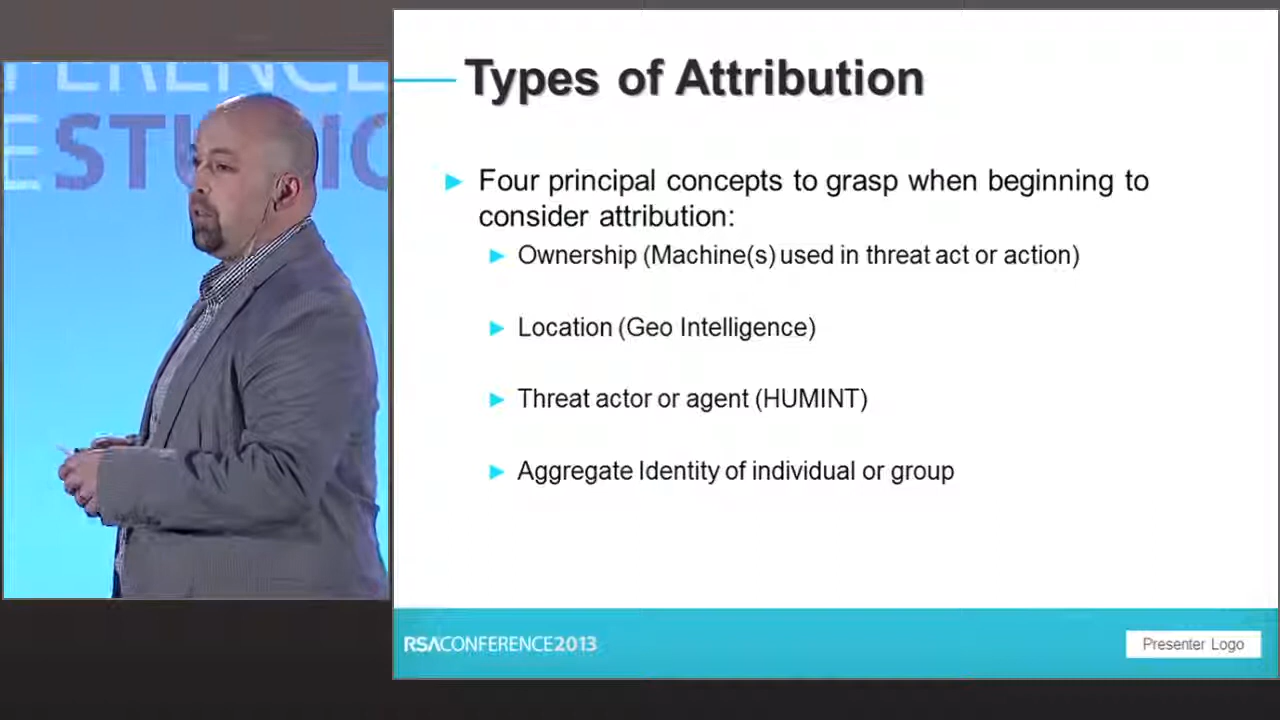 FERENCE
E STUDIO
Types of Attribution
Four principal concepts to grasp when beginning to
consider attribution:
Ownership (Machine(s) used in threat act or action)
Location (Geo Intelligence)
Threat actor or agent (HUMINT)
Aggregate Identity of individual or group
RSACONFERENCE2013
Presenter Logo